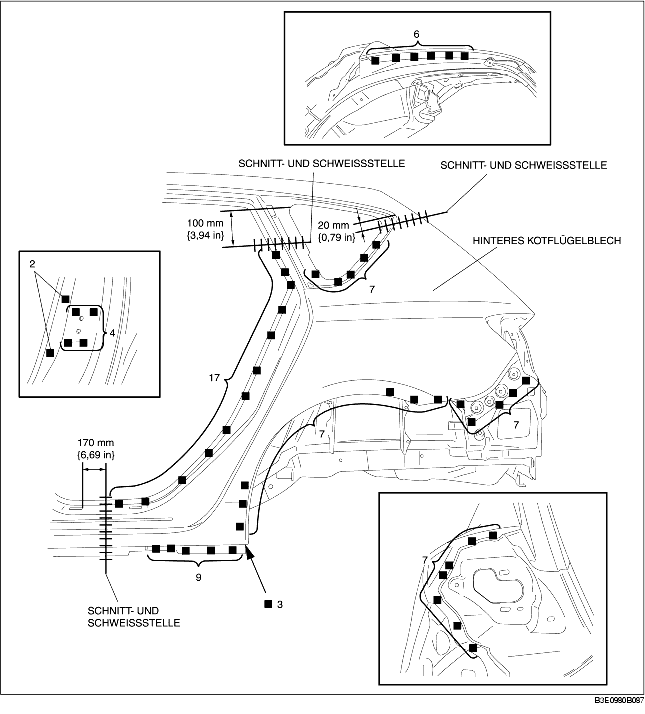 6
SCHNITT- UND SCHWEISSSTELLE
SCHNITT- UND SCHWEISSSTELLE
100 mm
{3,94 in}
20 mm
{0,79 in}
HINTERES KOTFLÜGELBLECH
2
4
7
17
7
7
170 mm
{6,69 in}
7
9
3
SCHNITT- UND
SCHWEISSSTELLE
B3E0980B097